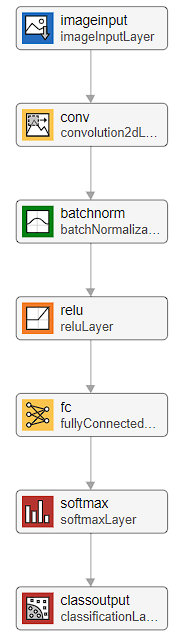 imageinput
imageInputLayer
conv
convolution2dL...
batchnorm
batchNormaliza...
relu
reluLayer
fc
fullyConnected...
softmax
softmaxLayer
classoutput
classificationLa...